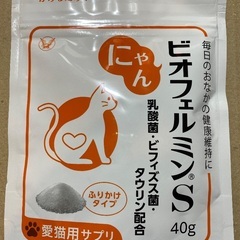 毎日のおなかの健康維持に
ビオフェルミン®S
にゃん
乳酸菌・ビフィズス菌・
タウリン配合
40g
ふりかけ
タイプ
愛猫用サプリ